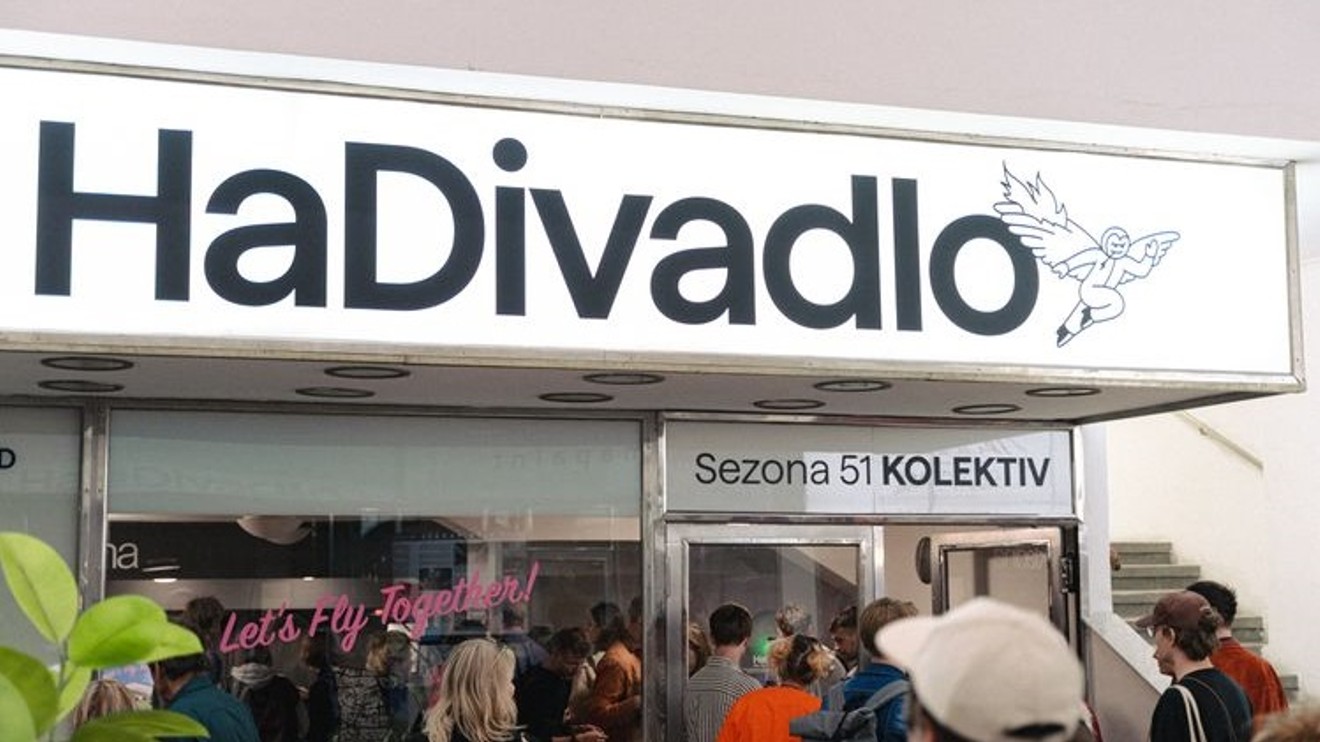 HaDivadlo
Sezona 51 KOLEKTIV
Let's Fly Together!